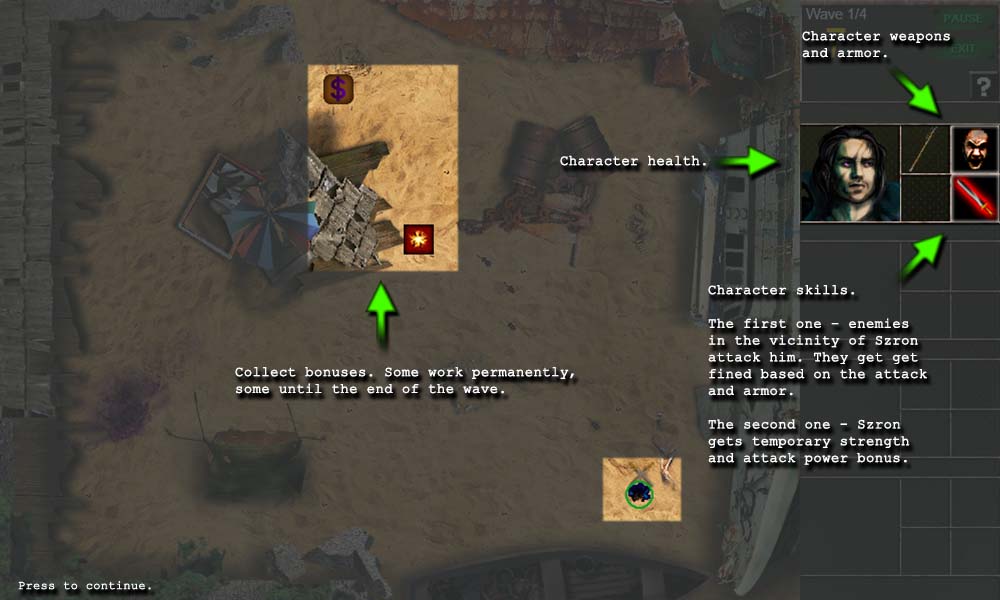 Wave 1/4
PAUSE
Character weapons
and armor.
EXIT
?
$
Character health.
Character skills.
The first one - enemies
in the vicinity of Szron
attack him. They get get
fined based on the attack
and armor.
The second one - Szron
gets temporary strength
and attack power bonus.
Collect bonuses. Some work permanently,
some until the end of the wave.
Press to continue.